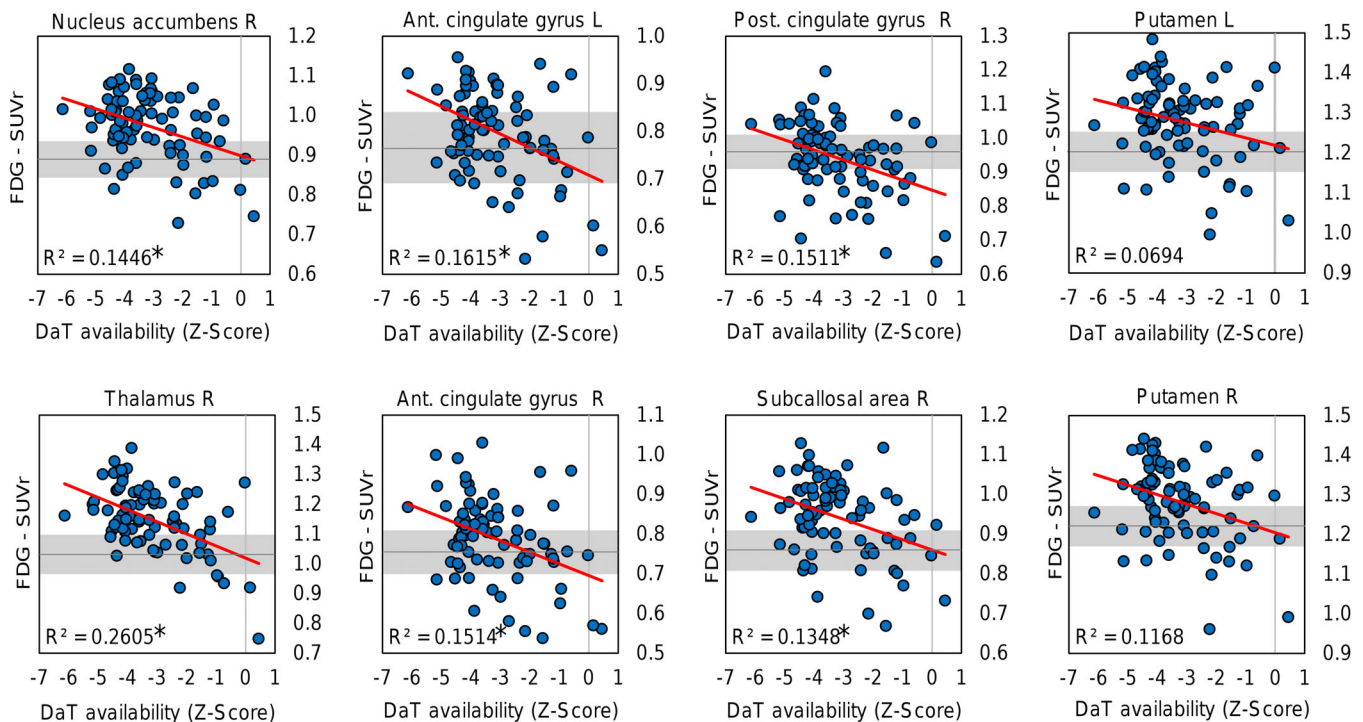 Nucleus accumbens R
Ant. cingulate gyrus L
Post. cingulate gyrus R
Putamen L
FDG - SUVr
1.2
1.1
1.0
0.9
0.8
0.7
0.6
R² = 0.1446*
-7 -6 -5 -4 -3 -2 -1 0 1
DaT availability (Z-Score)
FDG - SUVr
1.0
0.9
0.8
0.7
0.6
0.5
R² = 0.1615*
-7 -6 -5 -4 -3 -2 -1 0 1
DaT availability (Z-Score)
FDG - SUVr
1.3
1.2
1.1
1.0
0.9
0.8
0.7
0.6
R² = 0.1511*
-7 -6 -5 -4 -3 -2 -1 0 1
DaT availability (Z-Score)
FDG - SUVr
1.5
1.4
1.3
1.2
1.1
1.0
0.9
R² = 0.0694
-7 -6 -5 -4 -3 -2 -1 0 1
DaT availability (Z-Score)
Thalamus R
Ant. cingulate gyrus R
Subcallosal area R
Putamen R
FDG - SUVr
1.5
1.4
1.3
1.2
1.1
1.0
0.9
0.8
0.7
R² = 0.2605*
-7 -6 -5 -4 -3 -2 -1 0 1
DaT availability (Z-Score)
FDG - SUVr
1.1
1.0
0.9
0.8
0.7
0.6
0.5
R² = 0.1514*
-7 -6 -5 -4 -3 -2 -1 0 1
DaT availability (Z-Score)
FDG - SUVr
1.2
1.1
1.0
0.9
0.8
0.7
0.6
R² = 0.1348*
-7 -6 -5 -4 -3 -2 -1 0 1
DaT availability (Z-Score)
FDG - SUVr
1.5
1.4
1.3
1.2
1.1
1.0
0.9
R² = 0.1168
-7 -6 -5 -4 -3 -2 -1 0 1
DaT availability (Z-Score)